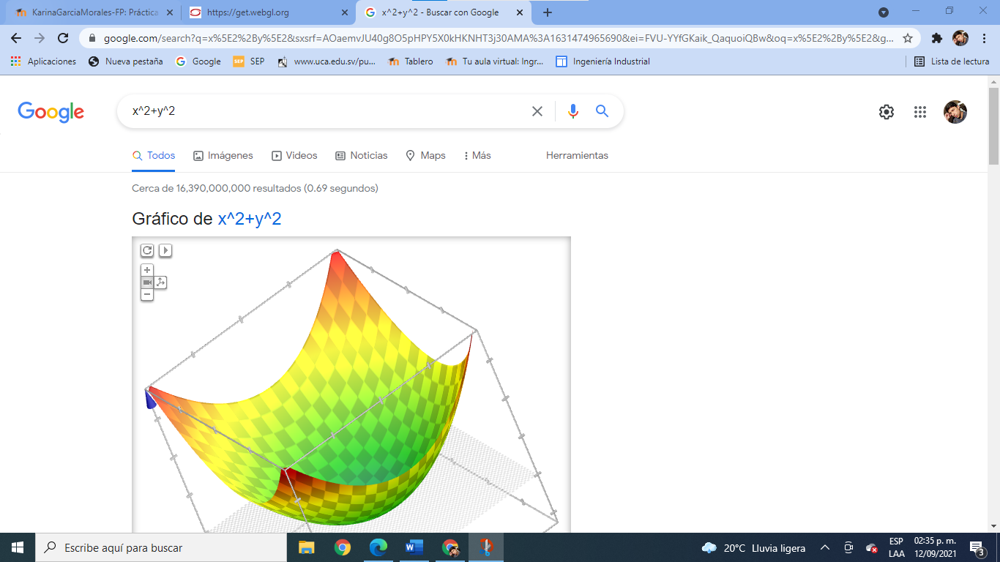 KarinaGarciaMorales-FP: Práctica
https://get.webgl.org
x^2+y^2 - Buscar con Google
google.com/search?q=x%5E2%2By%5E2&sxsrf=AOaemvJU40g8O5pHPY5X0kHKNHT3j30AMA%3A1631474965690&ei=FVU-YYfGKaik_QaquoiQBw&oq=x%5E2%2By%5E2&g...
Aplicaciones
Nueva pestaña
Google
SEP
SEP
www.uca.edu.sv/pu...
Tablero
Tu aula virtual: Ingr...
Ingeniería Industrial
Lista de lectura
Google
x^2+y^2
Todos
Imágenes
Videos
Noticias
Maps
Más
Herramientas
Cerca de 16,390,000,000 resultados (0.69 segundos)
Gráfico de x^2+y^2
Escribe aquí para buscar
20°C Lluvia ligera
ESP
LAA
02:35 p. m.
12/09/2021
3